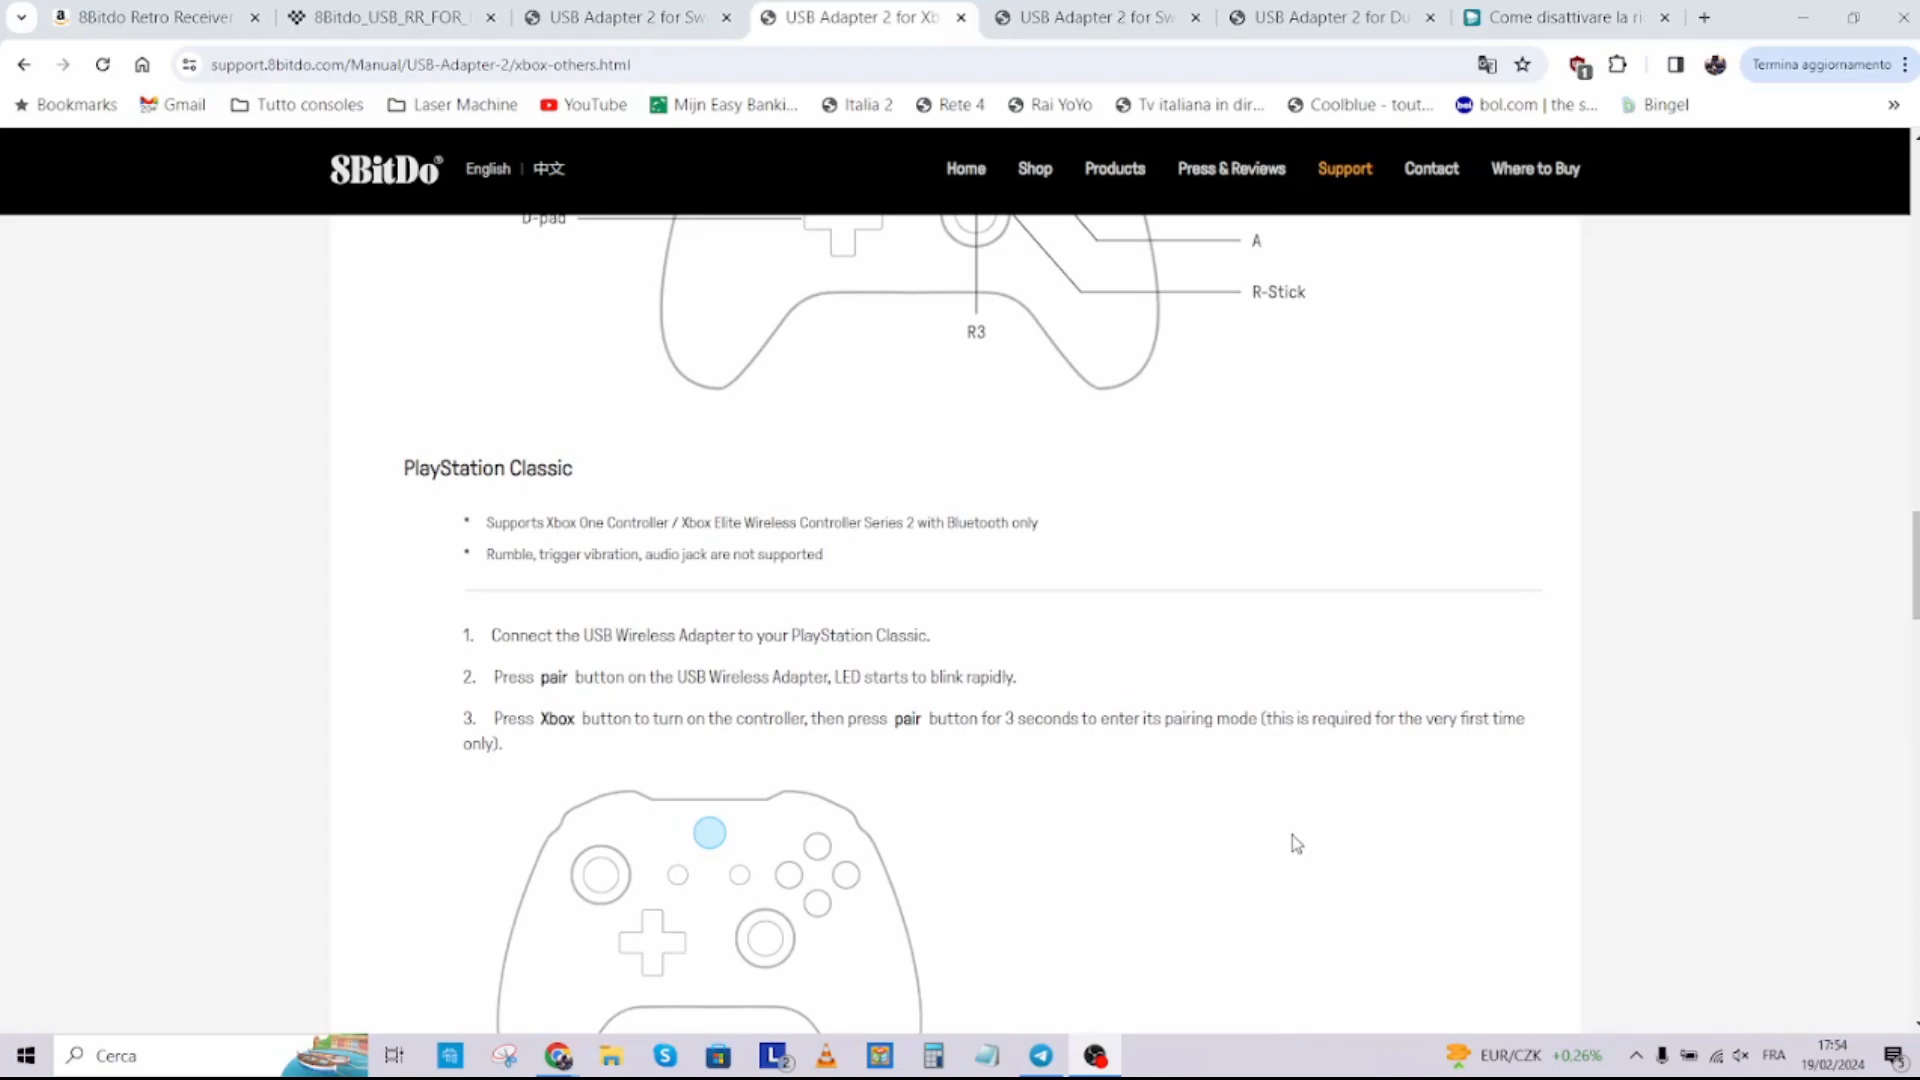 8Bitdo Retro Receiver
8Bitdo_USB_RR_FOR_
USB Adapter 2 for Sw
USB Adapter 2 for Xb
USB Adapter 2 for Sw
USB Adapter 2 for Du
Come disattivare la ri
support.8bitdo.com/Manual/USB-Adapter-2/xbox-others.html
1
Termina aggiornamento
Bookmarks
Gmail
Tutto consoles
Laser Machine
YouTube
Mijn Easy Banki...
Italia 2
Rete 4
Rai YoYo
Tv italiana in dir...
Coolblue - tout...
bol.com | the s...
Bingel
»
8BitDo®
English | 中文
Home
Shop
Products
Press & Reviews
Support
Contact
Where to Buy
D-pad
A
R-Stick
R3
PlayStation Classic
* Supports Xbox One Controller / Xbox Elite Wireless Controller Series 2 with Bluetooth only
* Rumble, trigger vibration, audio jack are not supported
1. Connect the USB Wireless Adapter to your PlayStation Classic.
2. Press pair button on the USB Wireless Adapter, LED starts to blink rapidly.
3. Press Xbox button to turn on the controller, then press pair button for 3 seconds to enter its pairing mode (this is required for the very first time
only).
Cerca
L 2
EUR/CZK +0,26%
FRA
17:54
19/02/2024
5